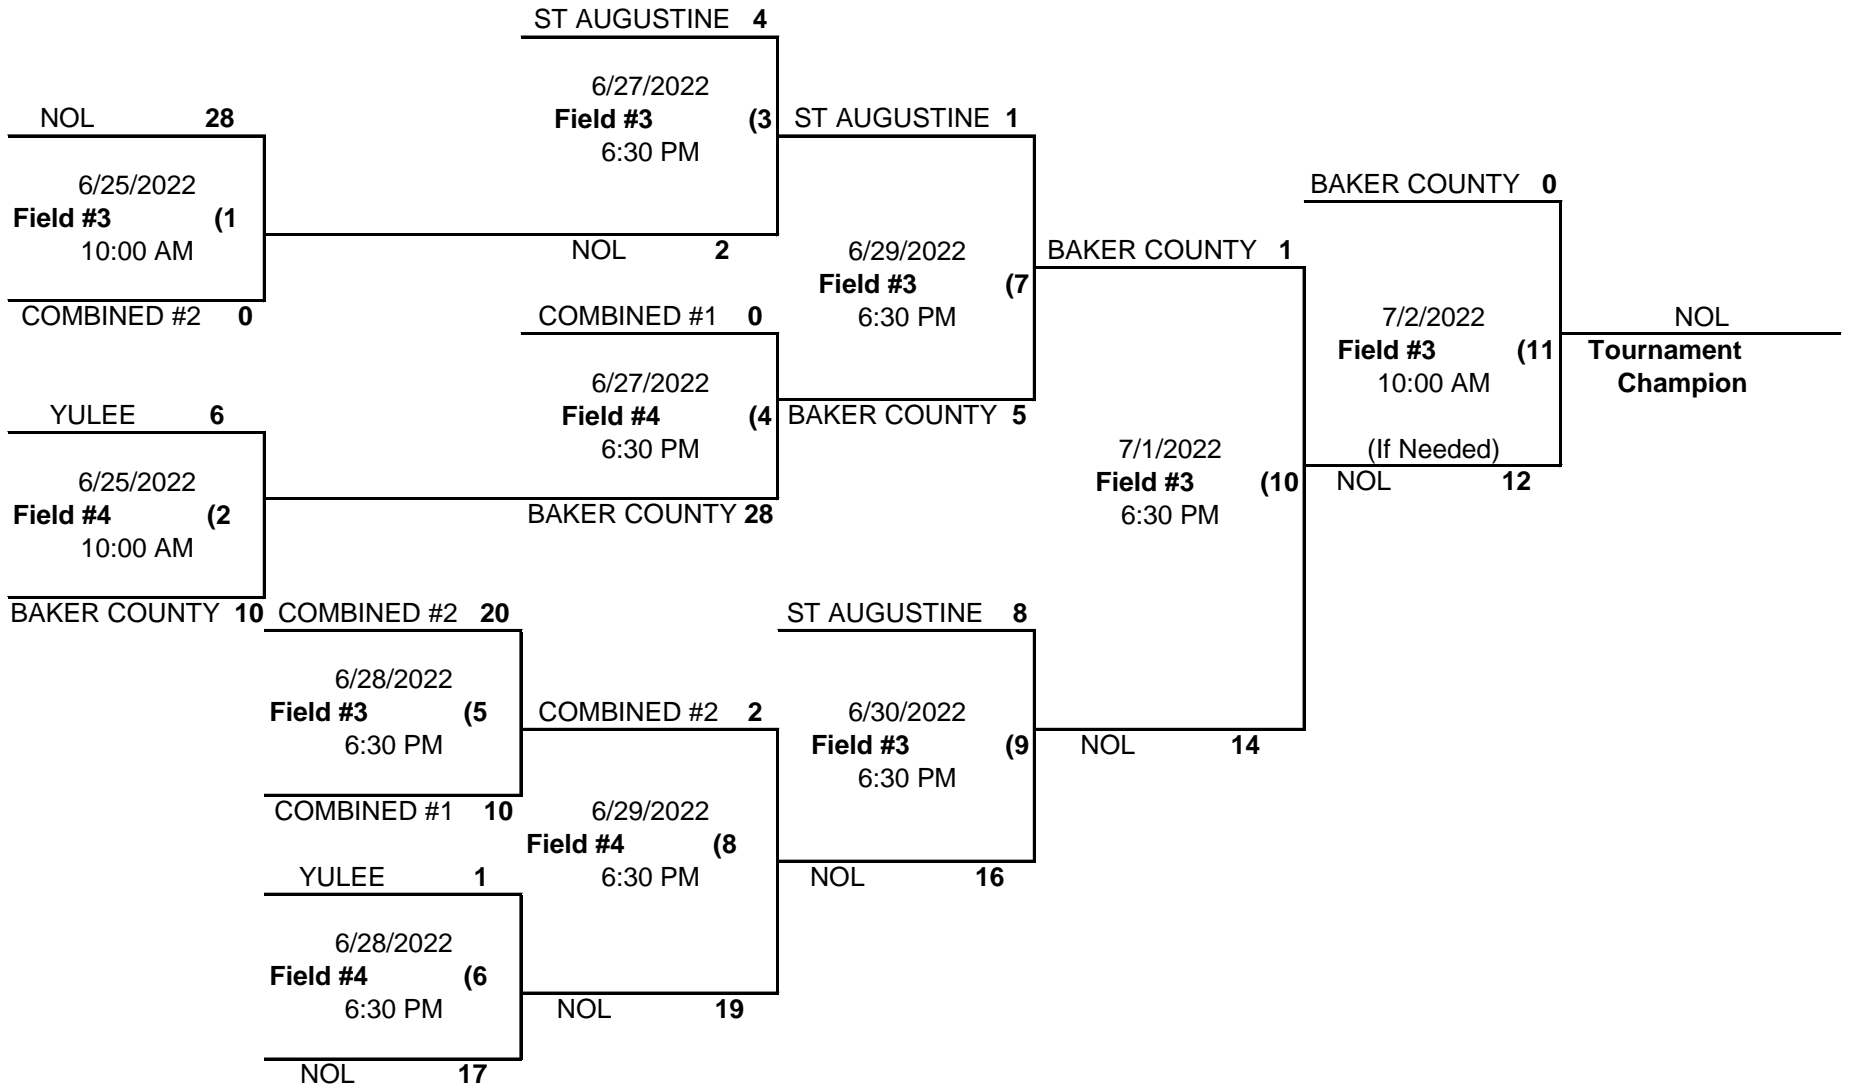 ST AUGUSTINE 4
6/27/2022
Field #3 (3
6:30 PM
NOL 2
NOL 28
6/25/2022
Field #3 (1
10:00 AM
COMBINED #2 0
ST AUGUSTINE 1
6/29/2022
Field #3 (7
6:30 PM
BAKER COUNTY 5
COMBINED #1 0
6/27/2022
Field #4 (4
6:30 PM
BAKER COUNTY 28
YULEE 6
6/25/2022
Field #4 (2
10:00 AM
BAKER COUNTY 10
BAKER COUNTY 1
7/1/2022
Field #3 (10
6:30 PM
NOL 14
BAKER COUNTY 0
7/2/2022
Field #3 (11
10:00 AM
(If Needed)
NOL 12
NOL
Tournament
Champion
COMBINED #2 20
6/28/2022
Field #3 (5
6:30 PM
COMBINED #1 10
COMBINED #2 2
6/29/2022
Field #4 (8
6:30 PM
NOL 19
ST AUGUSTINE 8
6/30/2022
Field #3 (9
6:30 PM
NOL 16
YULEE 1
6/28/2022
Field #4 (6
6:30 PM
NOL 17